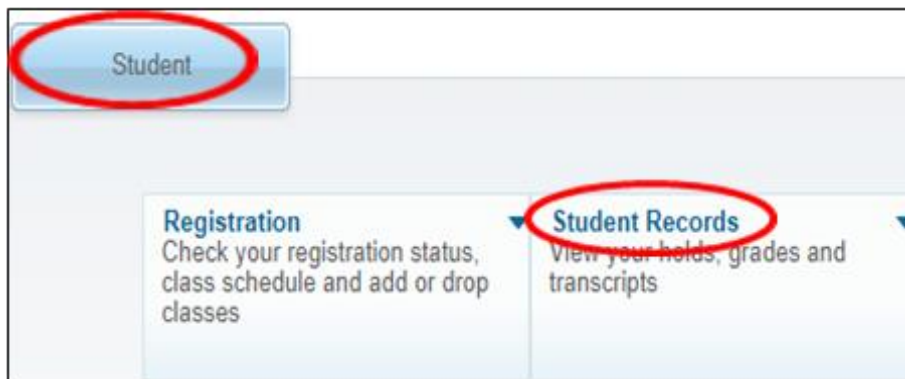 Student
Registration
Check your registration status,
class schedule and add or drop
classes
Student Records
View your holds, grades and
transcripts